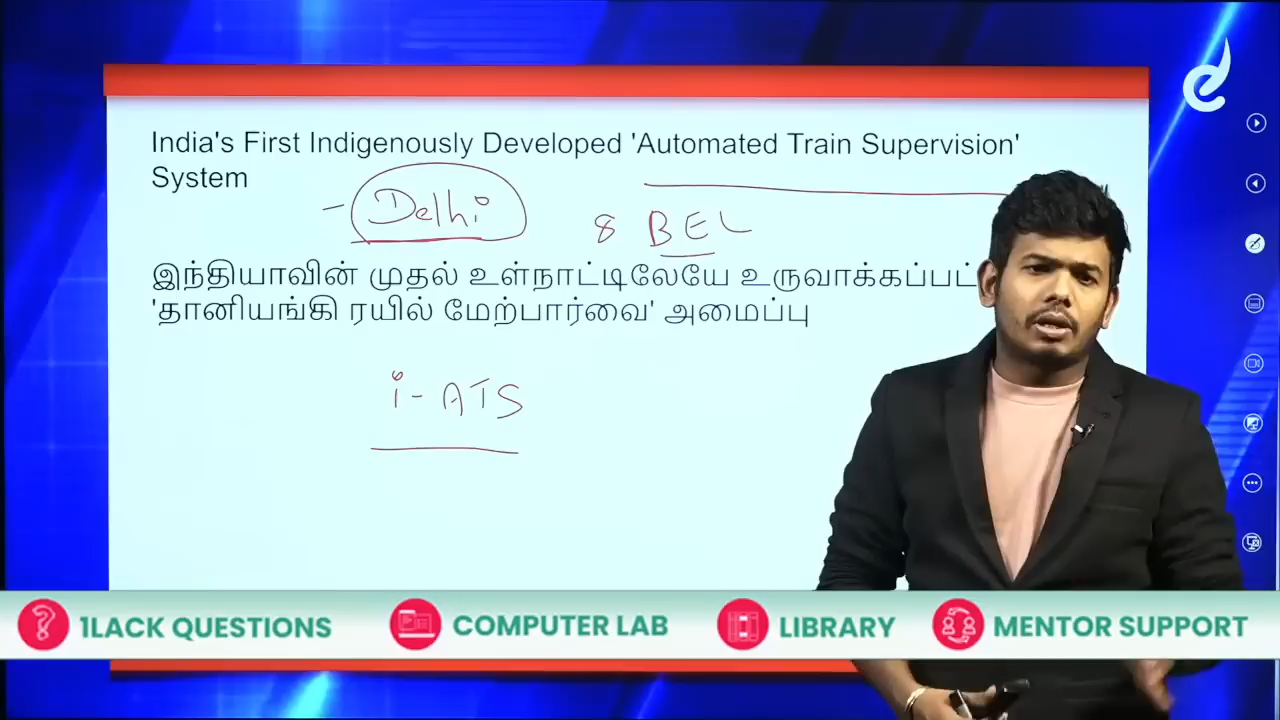 India's First Indigenously Developed 'Automated Train Supervision'
System
- Delhi
8 BEL
இந்தியாவின் முதல் உள்நாட்டிலேயே உருவாக்கப்பட்
'தானியங்கி ரயில் மேற்பார்வை' அமைப்பு
i-ATS
1LACK QUESTIONS
COMPUTER LAB
LIBRARY
MENTOR SUPPORT